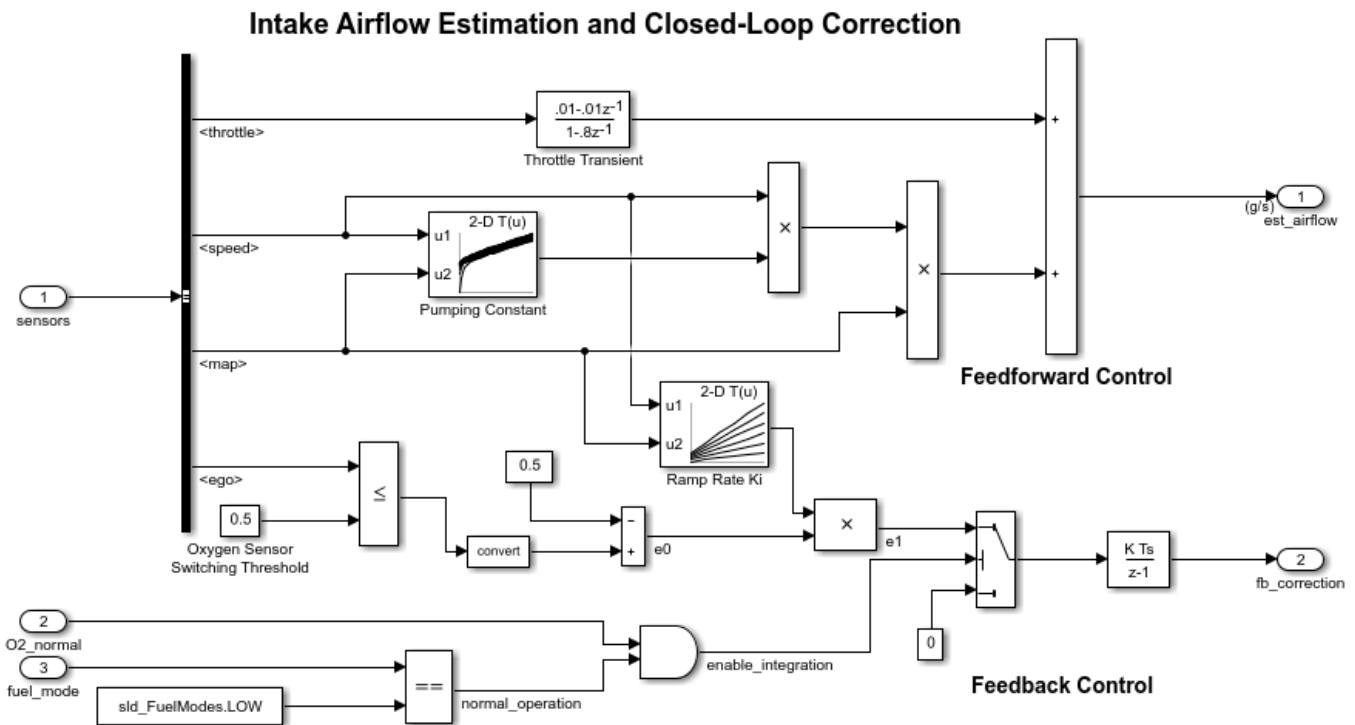 Intake Airflow Estimation and Closed-Loop Correction
<throttle>
.01-.01z-1
1-.8z-1
Throttle Transient
+
<speed>
2-D T(u)
u1
u2
Pumping Constant
×
×
+
(g/s)
1
est_airflow
1
sensors
<map>
Feedforward Control
2-D T(u)
u1
u2
Ramp Rate Ki
<ego>
0.5
Oxygen Sensor
Switching Threshold
≤
convert
0.5
−
+
e0
×
e1
0
K Ts
z-1
2
fb_correction
2
O2_normal
3
fuel_mode
sld_FuelModes.LOW
==
normal_operation
enable_integration
Feedback Control